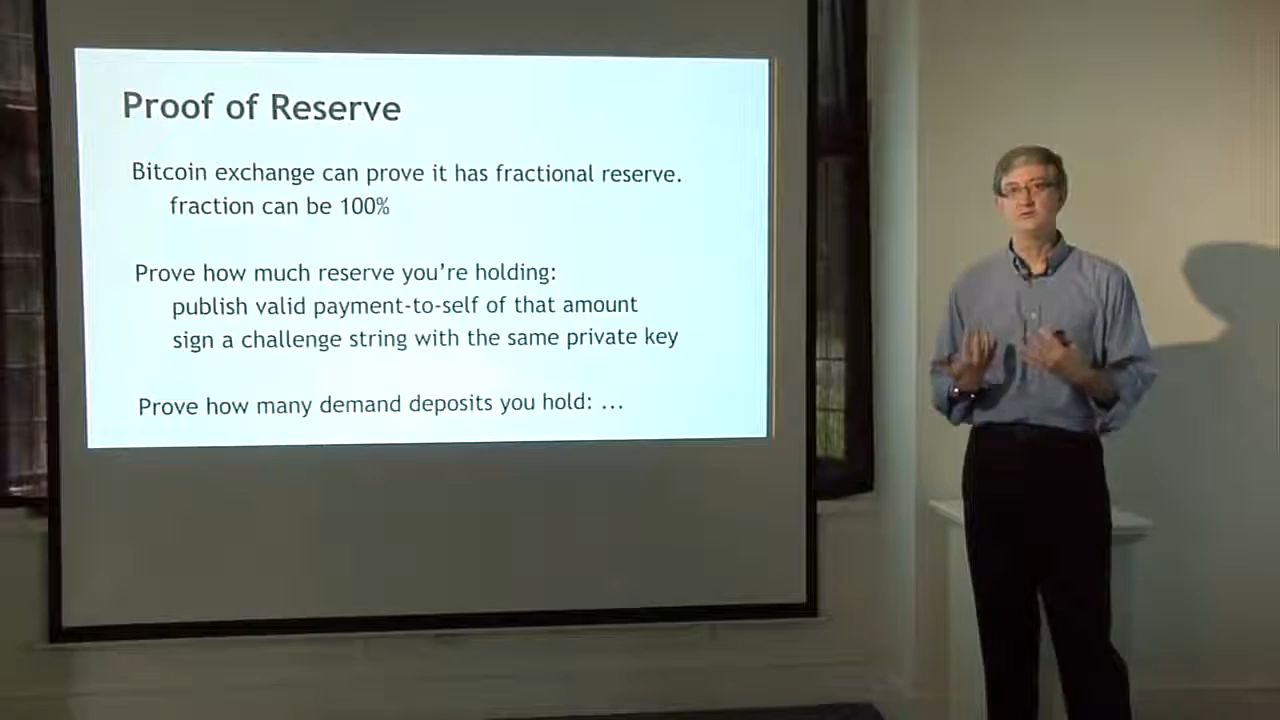 Proof of Reserve
Bitcoin exchange can prove it has fractional reserve.
fraction can be 100%
Prove how much reserve you're holding:
publish valid payment-to-self of that amount
sign a challenge string with the same private key
Prove how many demand deposits you hold: ...